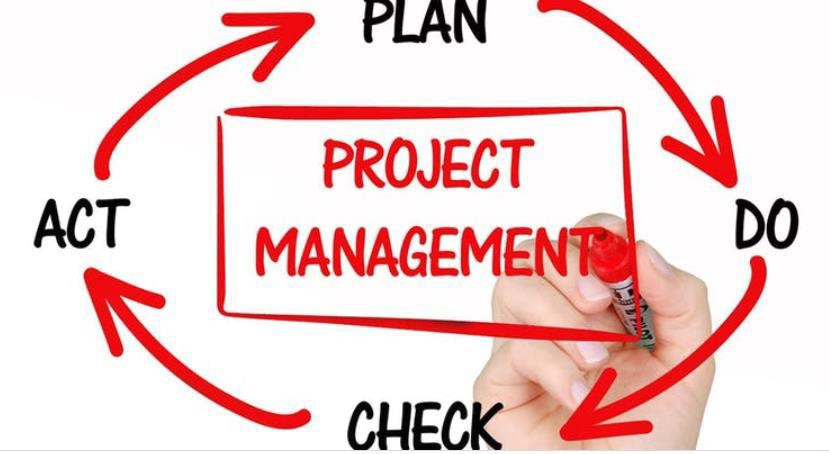 PLAN
PROJECT
MANAGEMENT
ACT
DO
CHECK